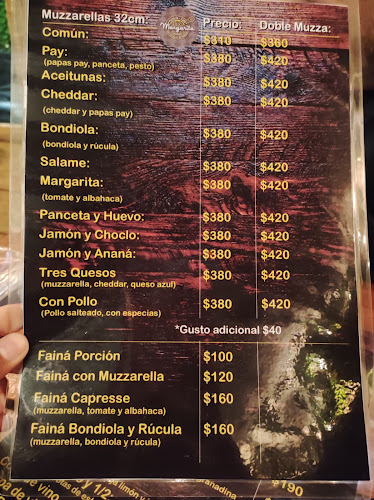 Muzzarellas 32cm: Margarita Precio: Doble Muzza:
Común: $310 $360
Pay: $380 $420
(papas pay, panceta, pesto)
Aceitunas: $380 $420
Cheddar: $380 $420
(cheddar y papas pay)
Bondiola: $380 $420
(bondiola y rúcula)
Salame: $380 $420
Margarita: $380 $420
(tomate y albahaca)
Panceta y Huevo: $380 $420
Jamón y Choclo: $380 $420
Jamón y Ananá: $380 $420
Tres Quesos $380 $420
(muzzarella, cheddar, queso azul)
Con Pollo $380 $420
(Pollo salteado, con especias)
*Gusto adicional $40
Fainá Porción $100
Fainá con Muzzarella $120
Fainá Capresse $160
(muzzarella, tomate y albahaca)
Fainá Bondiola y Rúcula $160
(muzzarella, bondiola y rúcula)
$190